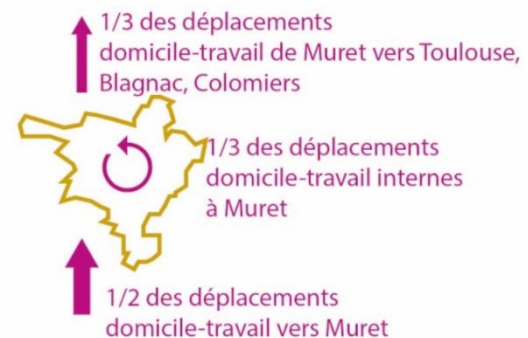 1/3 des déplacements
domicile-travail de Muret vers Toulouse,
Blagnac, Colomiers
1/3 des déplacements
domicile-travail internes
à Muret
1/2 des déplacements
domicile-travail vers Muret